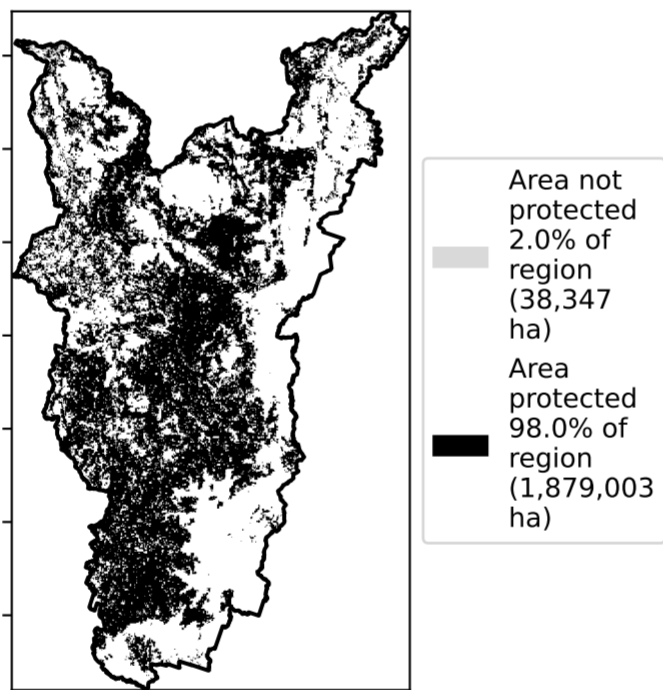 Area not
protected
2.0% of
region
(38,347
ha)
Area
protected
98.0% of
region
(1,879,003
ha)